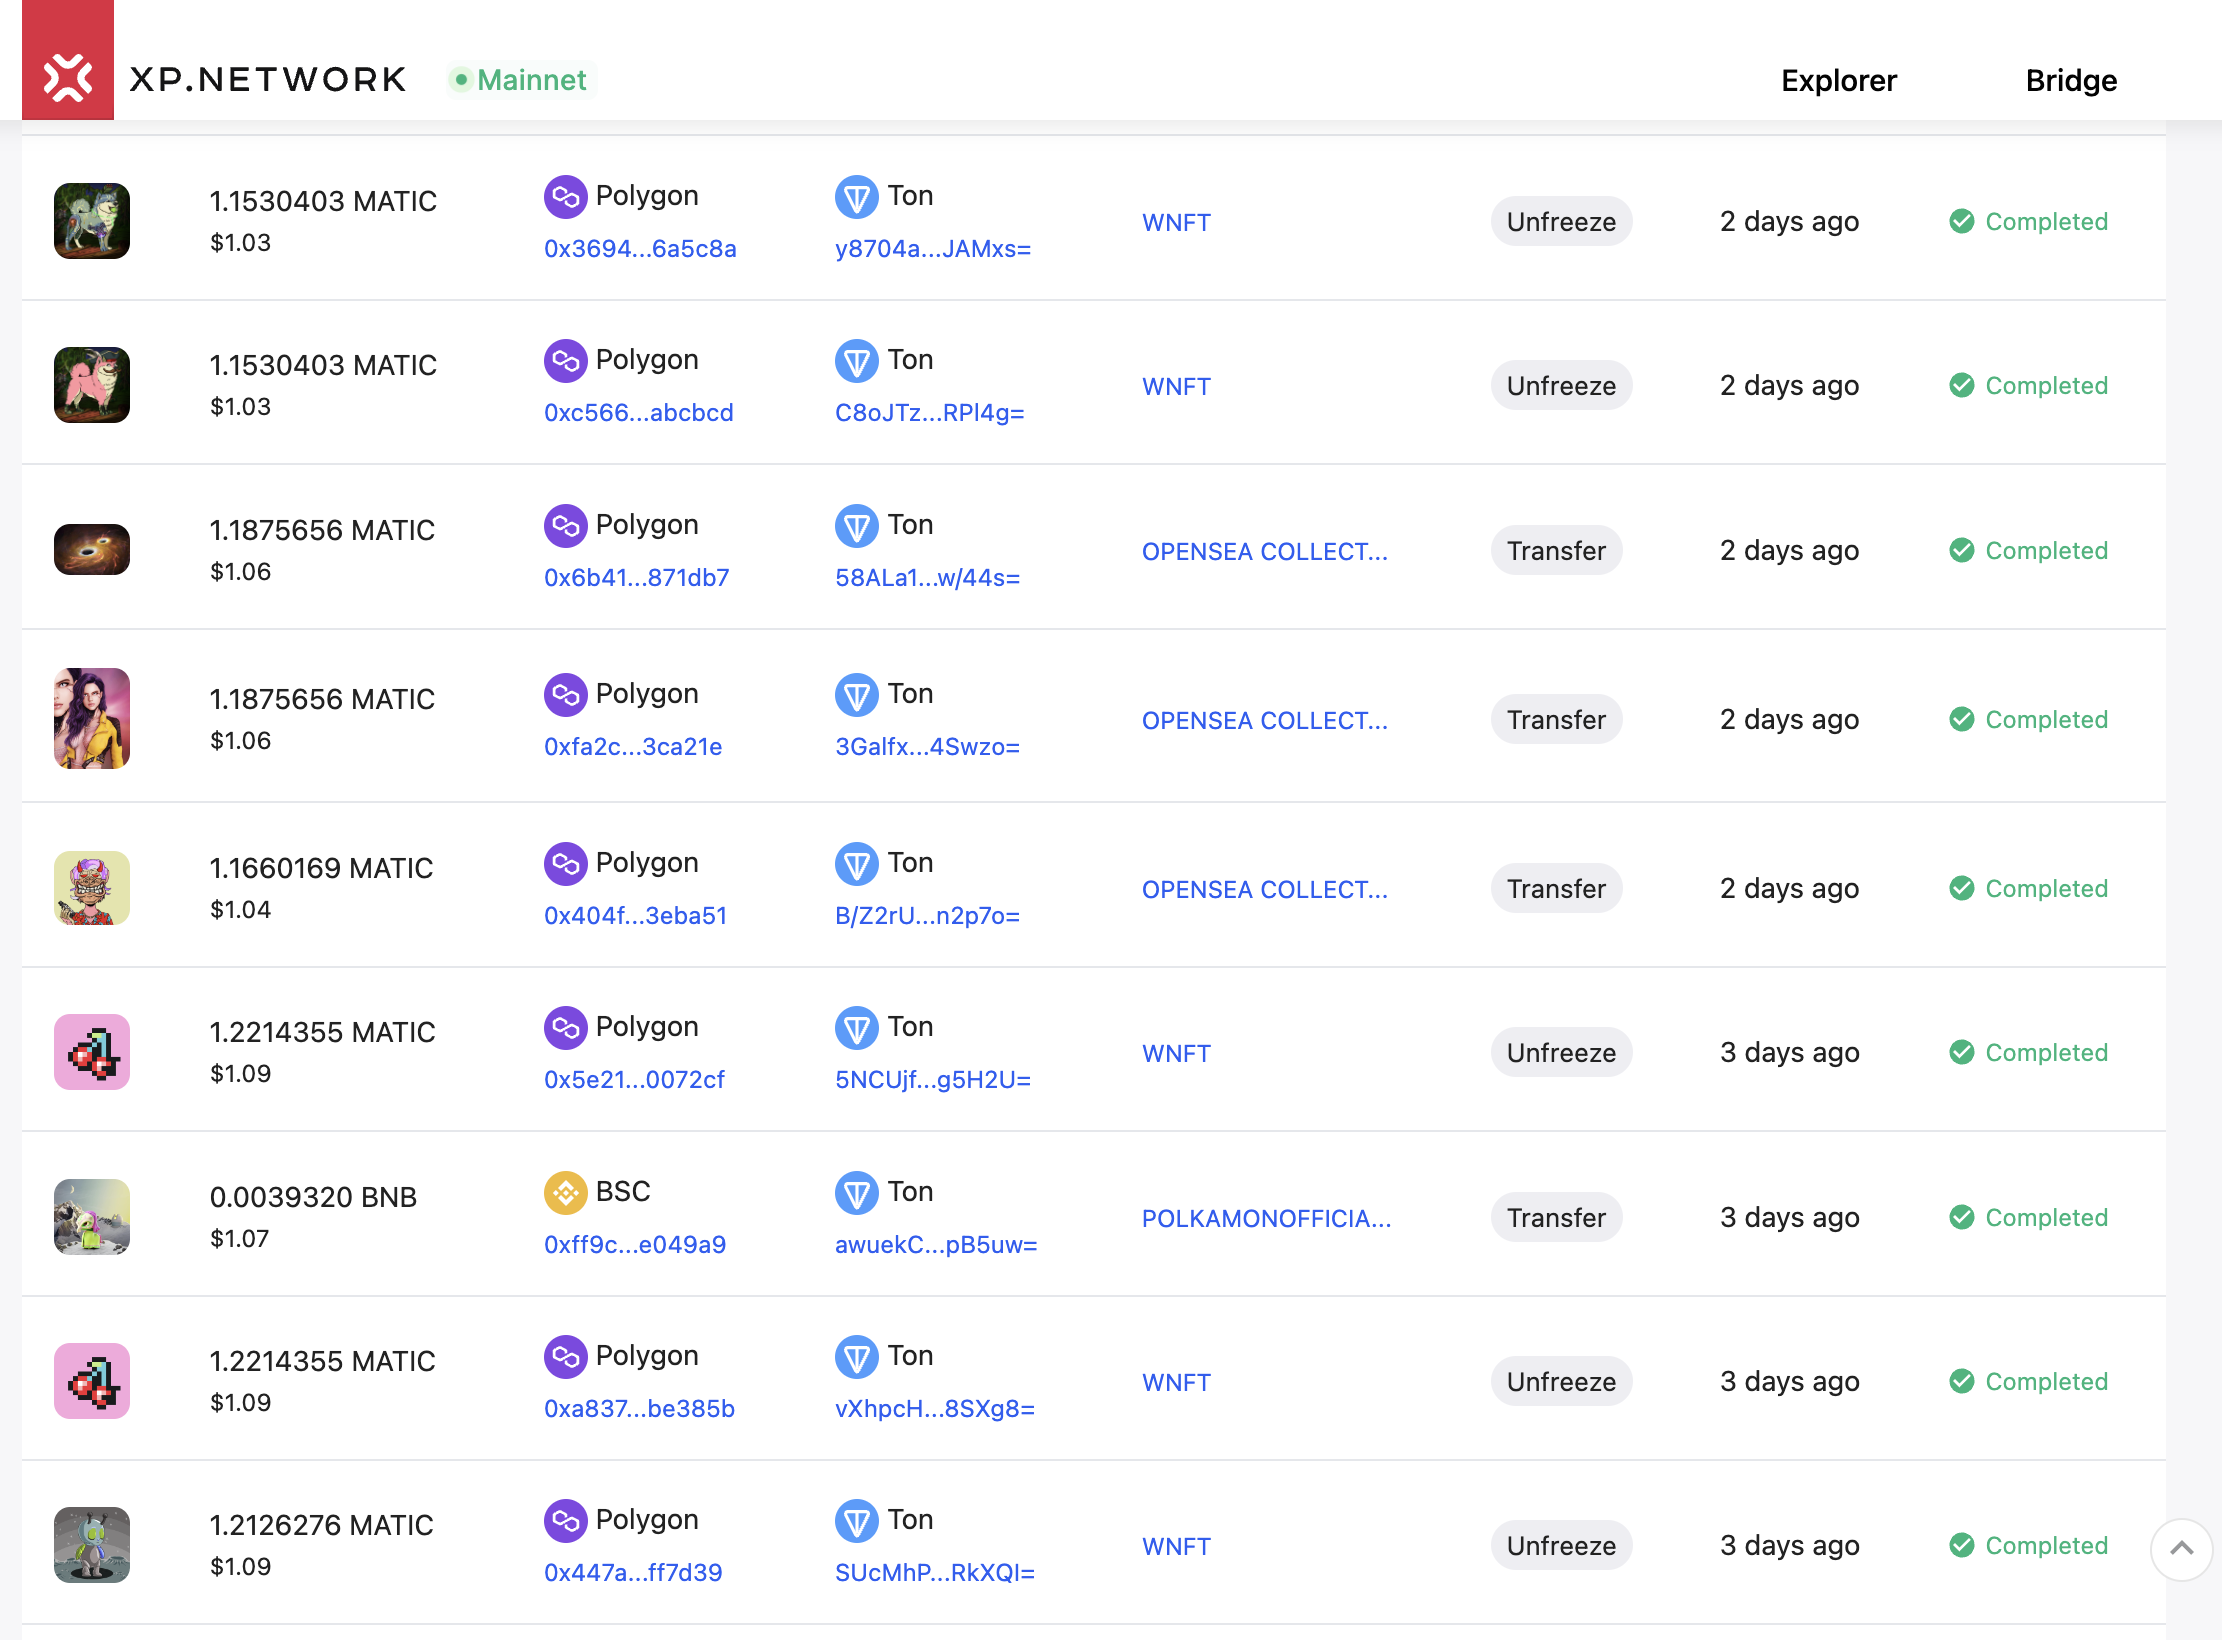 XP.NETWORK Mainnet Explorer Bridge
1.1530403 MATIC Polygon Ton WNFT Unfreeze 2 days ago Completed
$1.03 0x3694...6a5c8a y8704a...JAMxs=
1.1530403 MATIC Polygon Ton WNFT Unfreeze 2 days ago Completed
$1.03 0xc566...abcbcd C8oJTz...RPl4g=
1.1875656 MATIC Polygon Ton OPENSEA COLLECT... Transfer 2 days ago Completed
$1.06 0x6b41...871db7 58ALa1...w/44s=
1.1875656 MATIC Polygon Ton OPENSEA COLLECT... Transfer 2 days ago Completed
$1.06 0xfa2c...3ca21e 3Galfx...4Swzo=
1.1660169 MATIC Polygon Ton OPENSEA COLLECT... Transfer 2 days ago Completed
$1.04 0x404f...3eba51 B/Z2rU...n2p7o=
1.2214355 MATIC Polygon Ton WNFT Unfreeze 3 days ago Completed
$1.09 0x5e21...0072cf 5NCUjf...g5H2U=
0.0039320 BNB BSC Ton POLKAMONOFFICIA... Transfer 3 days ago Completed
$1.07 0xff9c...e049a9 awuekC...pB5uw=
1.2214355 MATIC Polygon Ton WNFT Unfreeze 3 days ago Completed
$1.09 0xa837...be385b vXhpcH...8SXg8=
1.2126276 MATIC Polygon Ton WNFT Unfreeze 3 days ago Completed
$1.09 0x447a...ff7d39 SUcMhP...RkXQI=